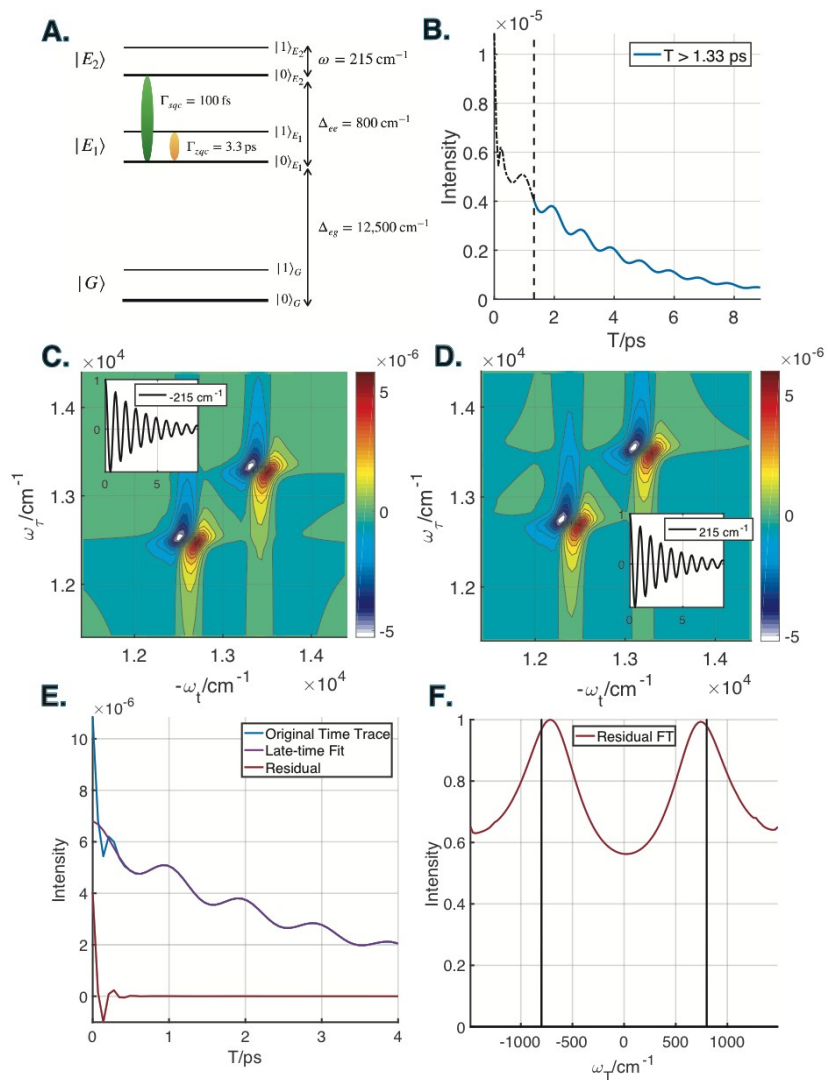 A.
|E₂⟩
|1⟩E₂
|0⟩E₂
ω = 215 cm⁻¹
Γsqc = 100 fs
Δee = 800 cm⁻¹
|E₁⟩
|1⟩E₁
|0⟩E₁
Γzqc = 3.3 ps
Δeg = 12,500 cm⁻¹
|G⟩
|1⟩G
|0⟩G
B.
×10⁻⁵
T > 1.33 ps
1
0.8
0.6
0.4
0.2
0
Intensity
0 2 4 6 8
T/ps
C.
×10⁴
×10⁻⁶
-215 cm⁻¹
1
0
0 5
1.4
1.3
1.2
ωτ/cm⁻¹
1.2 1.3 1.4
-ωt/cm⁻¹
×10⁴
5
0
-5
D.
×10⁴
×10⁻⁶
215 cm⁻¹
1
0
0 5
1.4
1.3
1.2
ωτ/cm⁻¹
1.2 1.3 1.4
-ωt/cm⁻¹
×10⁴
5
0
-5
E.
×10⁻⁶
Original Time Trace
Late-time Fit
Residual
10
8
6
4
2
0
Intensity
0 1 2 3 4
T/ps
F.
Residual FT
1
0.8
0.6
0.4
0.2
0
Intensity
-1000 -500 0 500 1000
ωT/cm⁻¹